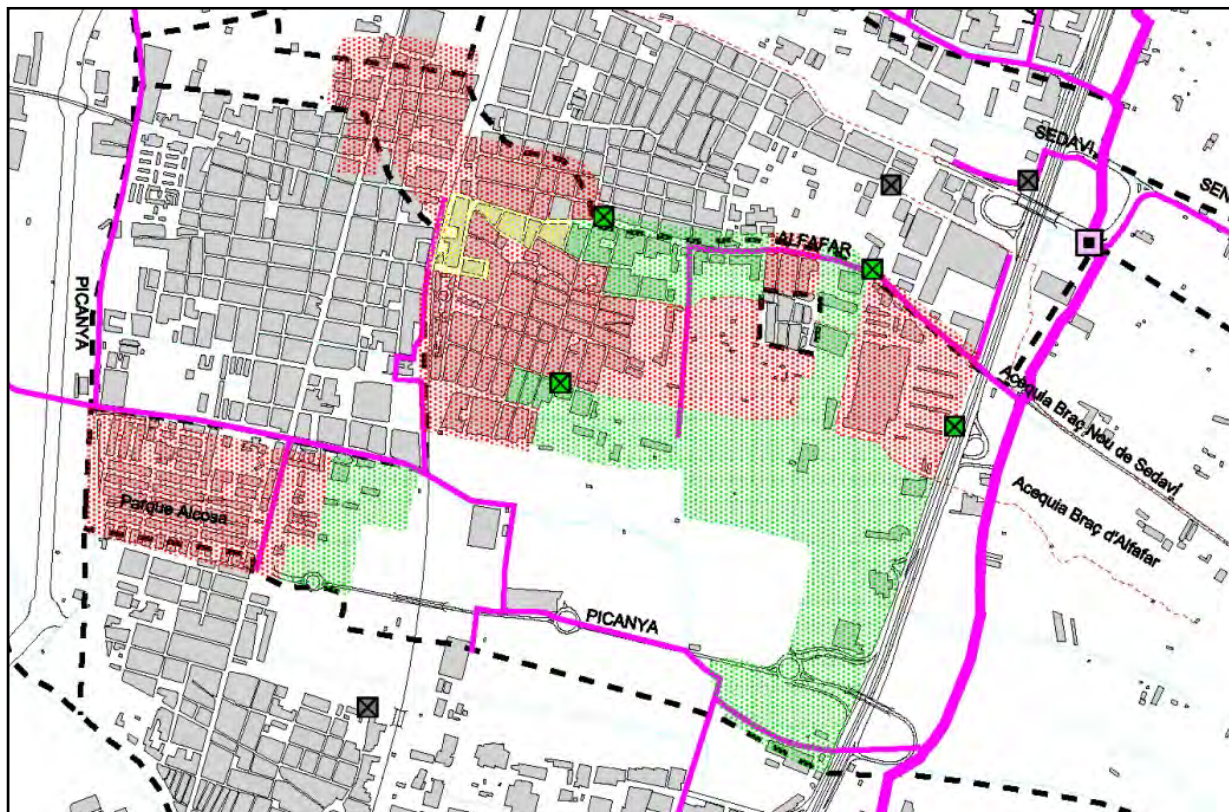 SEDAVÍ
SEN
ALFAFAR
PICANYA
Acequia Braç Nou de Sedaví
Acequia Braç d'Alfafar
Parque Alcosa
PICANYA